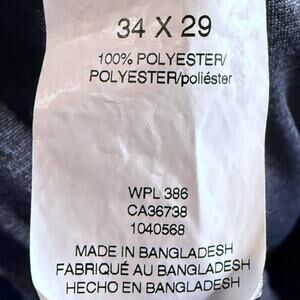 34 X 29
100% POLYESTER/
POLYESTER/poliéster
WPL 386
CA36738
1040568
MADE IN BANGLADESH
FABRIQUÉ AU BANGLADESH
HECHO EN BANGLADESH